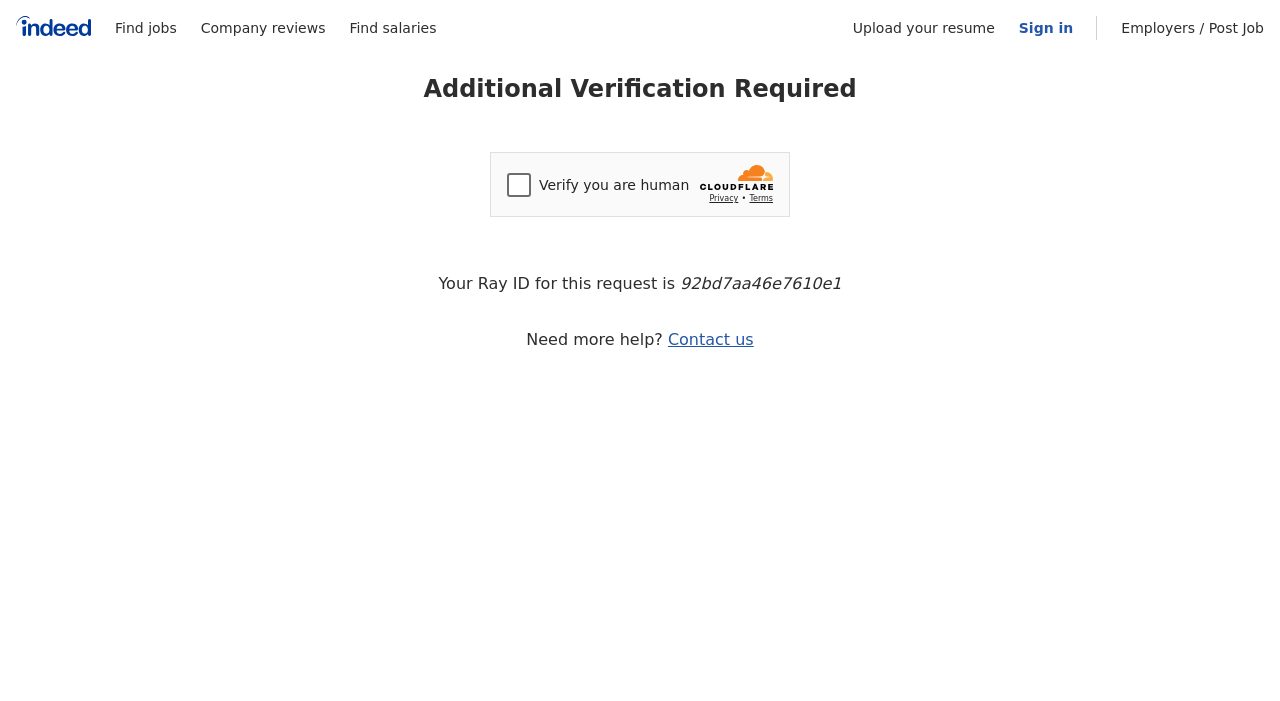 indeed Find jobs Company reviews Find salaries Upload your resume Sign in Employers / Post Job
Additional Verification Required
Verify you are human
CLOUDFLARE
Privacy • Terms
Your Ray ID for this request is 92bd7aa46e7610e1
Need more help? Contact us